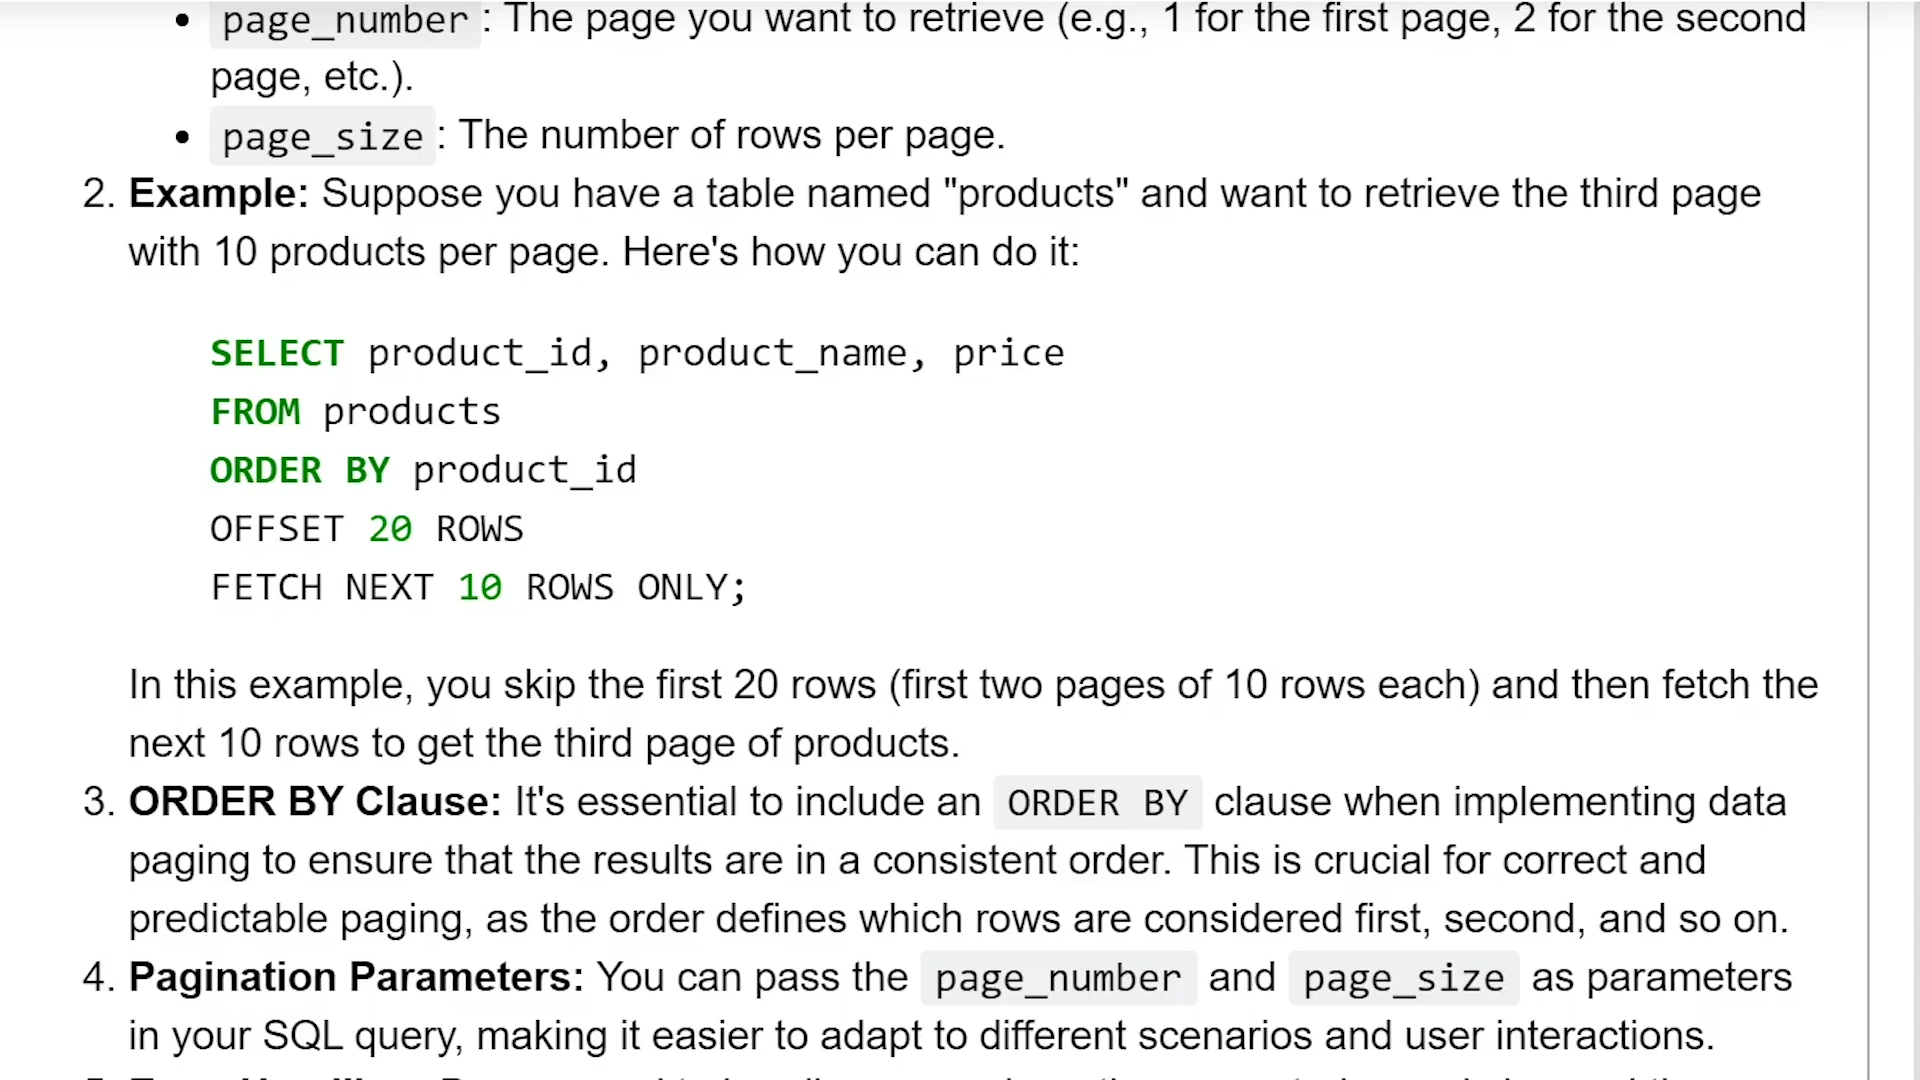 • page_number : The page you want to retrieve (e.g., 1 for the first page, 2 for the second
page, etc.).
• page_size : The number of rows per page.
2. Example: Suppose you have a table named "products" and want to retrieve the third page
with 10 products per page. Here's how you can do it:
SELECT product_id, product_name, price
FROM products
ORDER BY product_id
OFFSET 20 ROWS
FETCH NEXT 10 ROWS ONLY;
In this example, you skip the first 20 rows (first two pages of 10 rows each) and then fetch the
next 10 rows to get the third page of products.
3. ORDER BY Clause: It's essential to include an ORDER BY clause when implementing data
paging to ensure that the results are in a consistent order. This is crucial for correct and
predictable paging, as the order defines which rows are considered first, second, and so on.
4. Pagination Parameters: You can pass the page_number and page_size as parameters
in your SQL query, making it easier to adapt to different scenarios and user interactions.